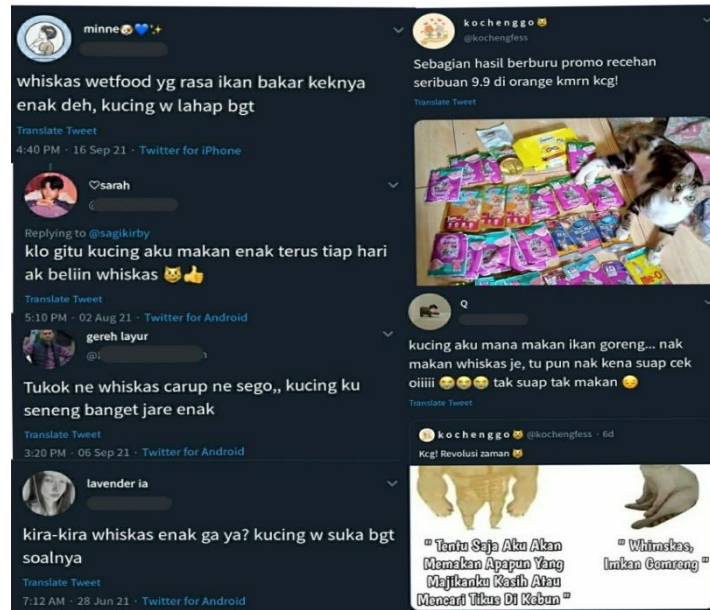 minne
whiskas wetfood yg rasa ikan bakar keknya
enak deh, kucing w lahap bgt
Translate Tweet
4:40 PM · 16 Sep 21 · Twitter for iPhone
♡sarah
Replying to @sagikirby
klo gitu kucing aku makan enak terus tiap hari
ak beliin whiskas 😼👍
Translate Tweet
5:10 PM · 02 Aug 21 · Twitter for Android
gereh layur
Tukok ne whiskas carup ne sego,, kucing ku
seneng banget jare enak
Translate Tweet
3:20 PM · 06 Sep 21 · Twitter for Android
lavender ia
kira-kira whiskas enak ga ya? kucing w suka bgt
soalnya
Translate Tweet
7:12 AM · 28 Jun 21 · Twitter for Android
k o c h e n g g o
@kochengfess
Sebagian hasil berburu promo recehan
seribuan 9.9 di orange kmrn kcg!
Translate Tweet
me-o
Q
kucing aku mana makan ikan goreng... nak
makan whiskas je, tu pun nak kena suap cek
oiiiii 😭😭😭 tak suap tak makan 😔
Translate Tweet
k o c h e n g g o @kochengfess · 6d
Kcg! Revolusi zaman
" Tentu Saja Aku Akan
Memakan Apapun Yang
Majikanku Kasih Atau
Mencari Tikus Di Kebun "
" Whimskas,
Imkan Gomreng "